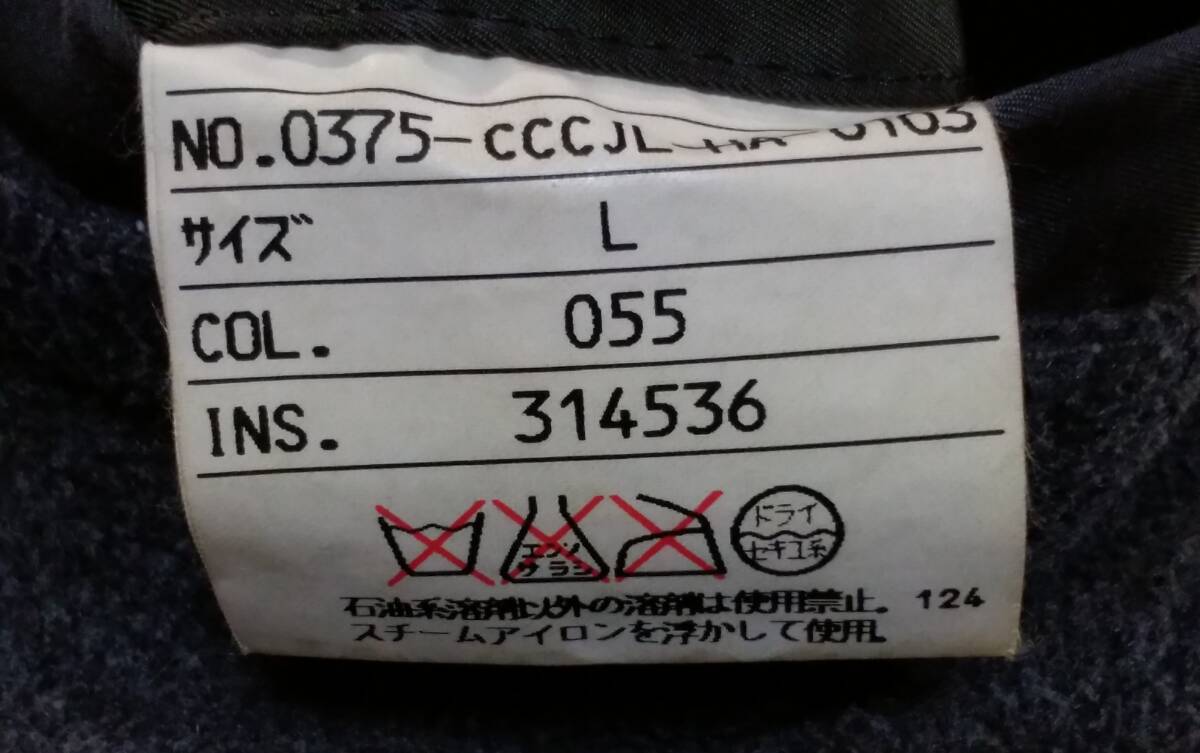 NO.0375-CCCJL
サイズ L
COL. 055
INS. 314536
エンソ サラシ
ドライ セキユ系
石油系溶剤以外の溶剤は使用禁止。 124
スチームアイロンを浮かして使用。